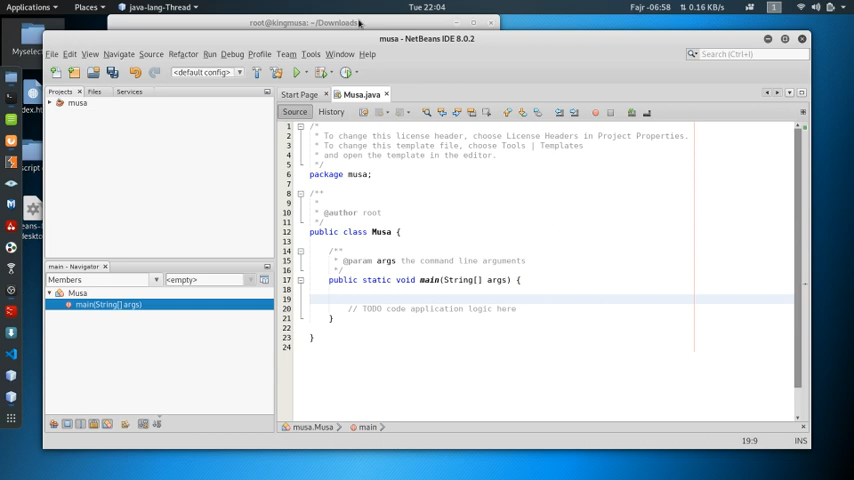 Applications
Places
java-lang-Thread
Tue 22:04
Fajr -06:58
0.16 KB/s
1
root@kingmusa: ~/Downloads
Myselec
musa - NetBeans IDE 8.0.2
File Edit View Navigate Source Refactor Run Debug Profile Team Tools Window Help
<default config>
Search (Ctrl+I)
Projects Files Services
Start Page Musa.java
musa
Source History
1 /*
2 * To change this license header, choose License Headers in Project Properties.
3 * To change this template file, choose Tools | Templates
4 * and open the template in the editor.
5 */
6 package musa;
7
8 /**
9 *
10 * @author root
11 */
12 public class Musa {
13
14 /**
15 * @param args the command line arguments
16 */
17 public static void main(String[] args) {
18
19
20 // TODO code application logic here
21 }
22
23 }
24
main - Navigator
Members <empty>
Musa
main(String[] args)
musa.Musa main
19:9 INS